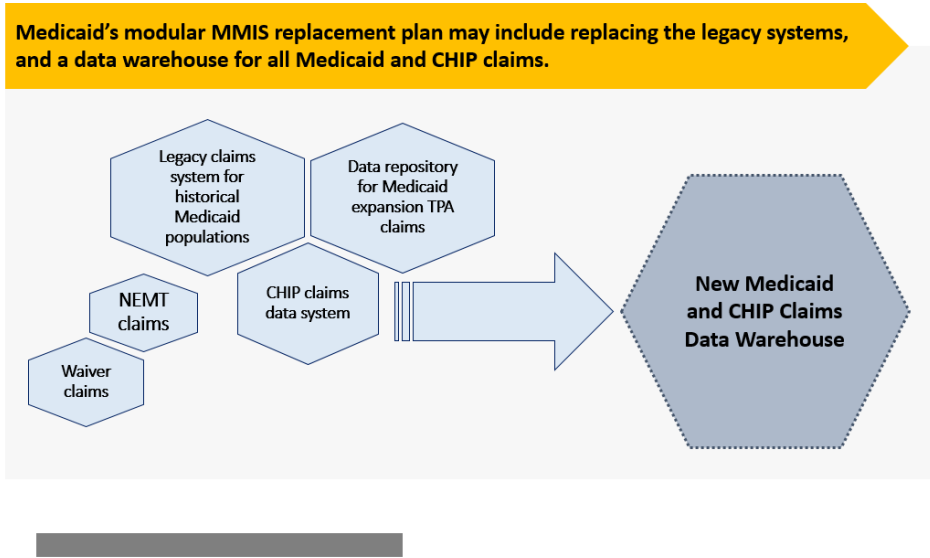 Medicaid’s modular MMIS replacement plan may include replacing the legacy systems,
and a data warehouse for all Medicaid and CHIP claims.
Legacy claims
system for
historical
Medicaid
populations
Data repository
for Medicaid
expansion TPA
claims
NEMT
claims
CHIP claims
data system
Waiver
claims
New Medicaid
and CHIP Claims
Data Warehouse